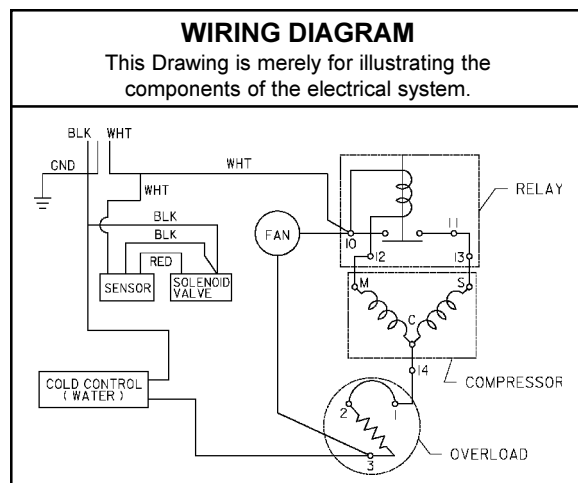 WIRING DIAGRAM
This Drawing is merely for illustrating the
components of the electrical system.
BLK WHT
GND
WHT
WHT
BLK
BLK
RED
SENSOR
SOLENOID
VALVE
FAN
RELAY
10
11
12
13
M
S
C
14
COMPRESSOR
COLD CONTROL
( WATER )
2
1
3
OVERLOAD